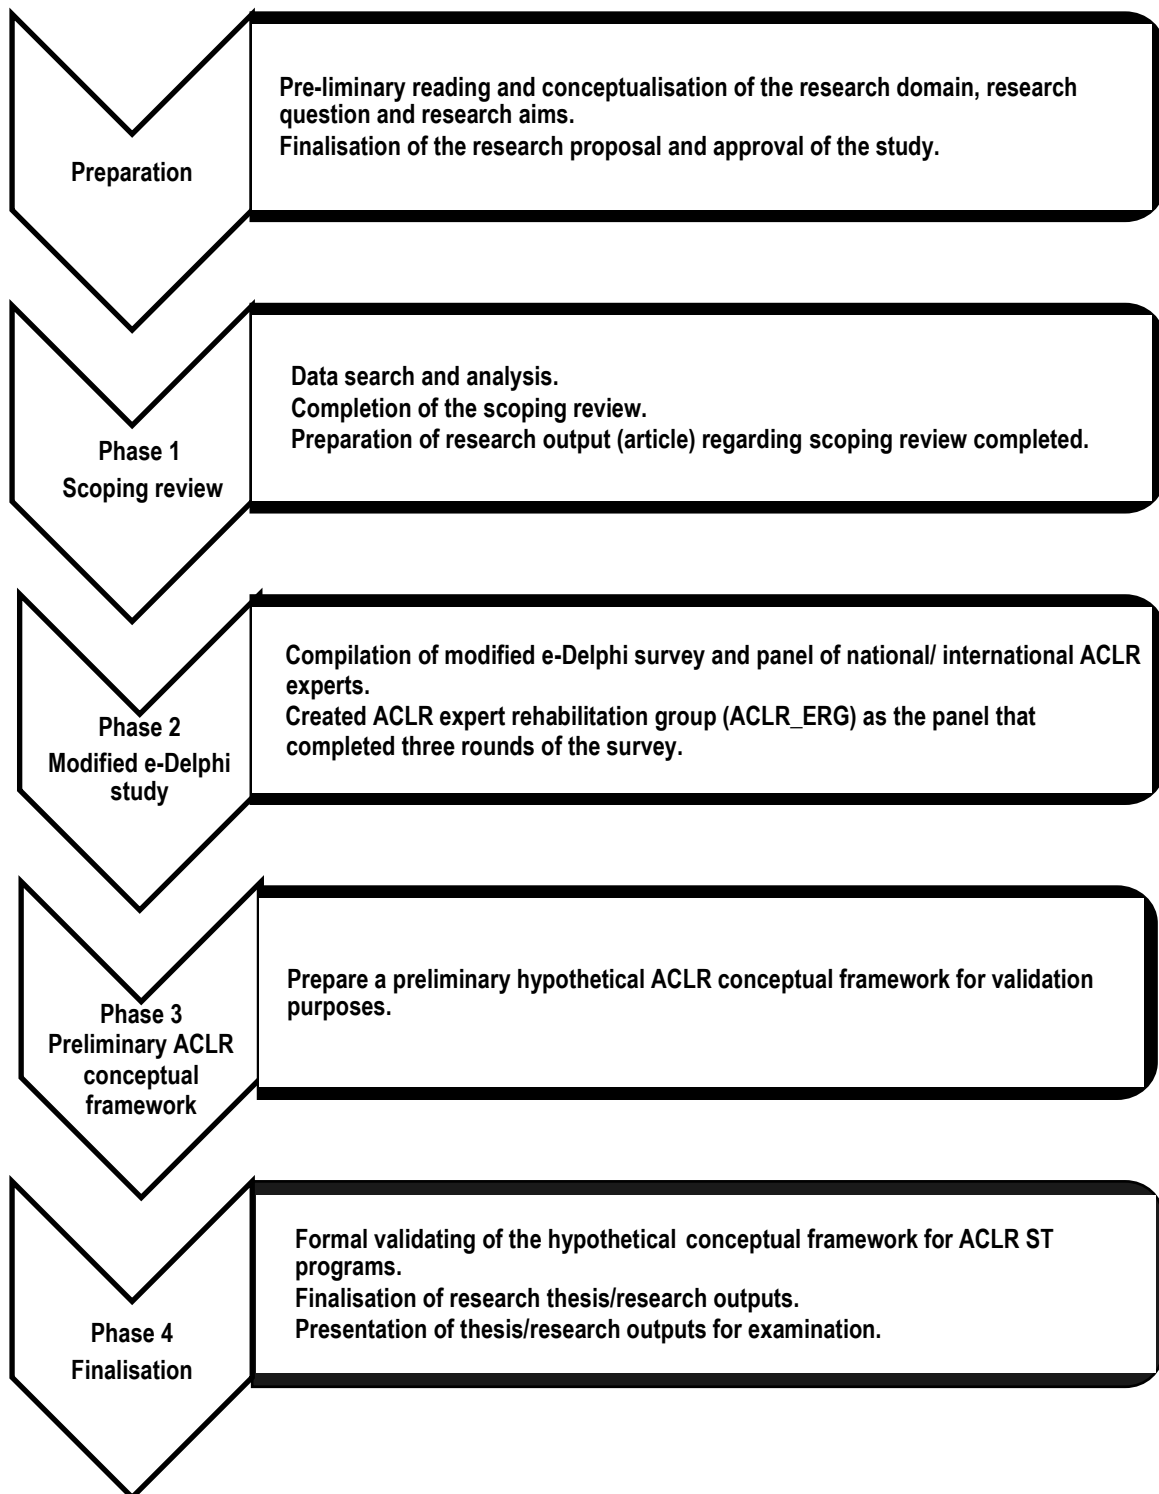 Preparation
Pre-liminary reading and conceptualisation of the research domain, research
question and research aims.
Finalisation of the research proposal and approval of the study.
Phase 1
Scoping review
Data search and analysis.
Completion of the scoping review.
Preparation of research output (article) regarding scoping review completed.
Phase 2
Modified e-Delphi
study
Compilation of modified e-Delphi survey and panel of national/ international ACLR
experts.
Created ACLR expert rehabilitation group (ACLR_ERG) as the panel that
completed three rounds of the survey.
Phase 3
Preliminary ACLR
conceptual
framework
Prepare a preliminary hypothetical ACLR conceptual framework for validation
purposes.
Phase 4
Finalisation
Formal validating of the hypothetical conceptual framework for ACLR ST
programs.
Finalisation of research thesis/research outputs.
Presentation of thesis/research outputs for examination.